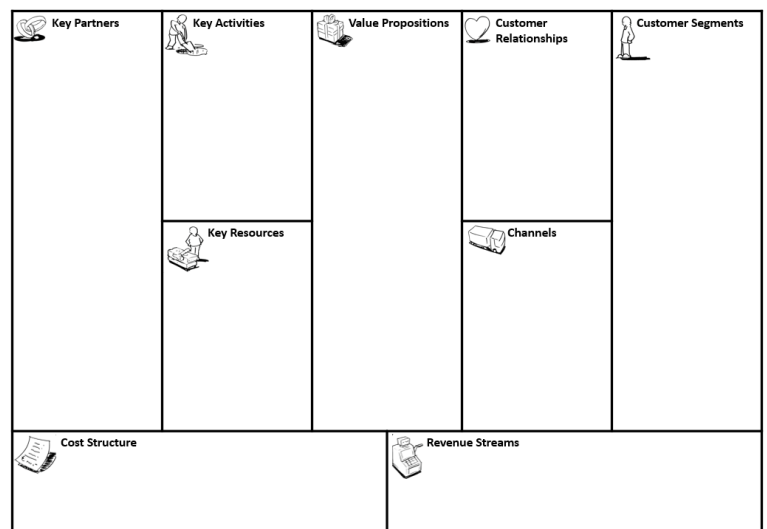 Key Partners
Key Activities
Value Propositions
Customer
Relationships
Customer Segments
Key Resources
Channels
Cost Structure
Revenue Streams